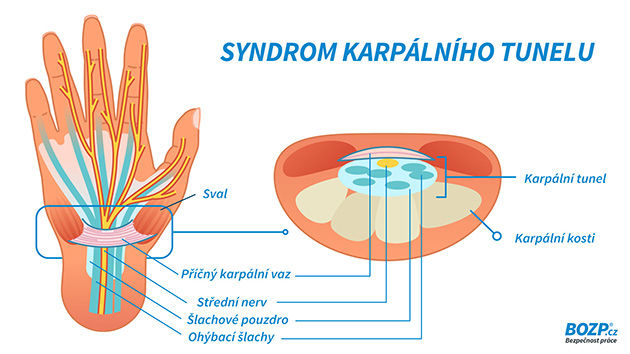 SYNDROM KARPÁLNÍHO TUNELU
Sval
Karpální tunel
Karpální kosti
Příčný karpální vaz
Střední nerv
Šlachové pouzdro
Ohýbací šlachy
BOZP®.cz
Bezpečnost práce